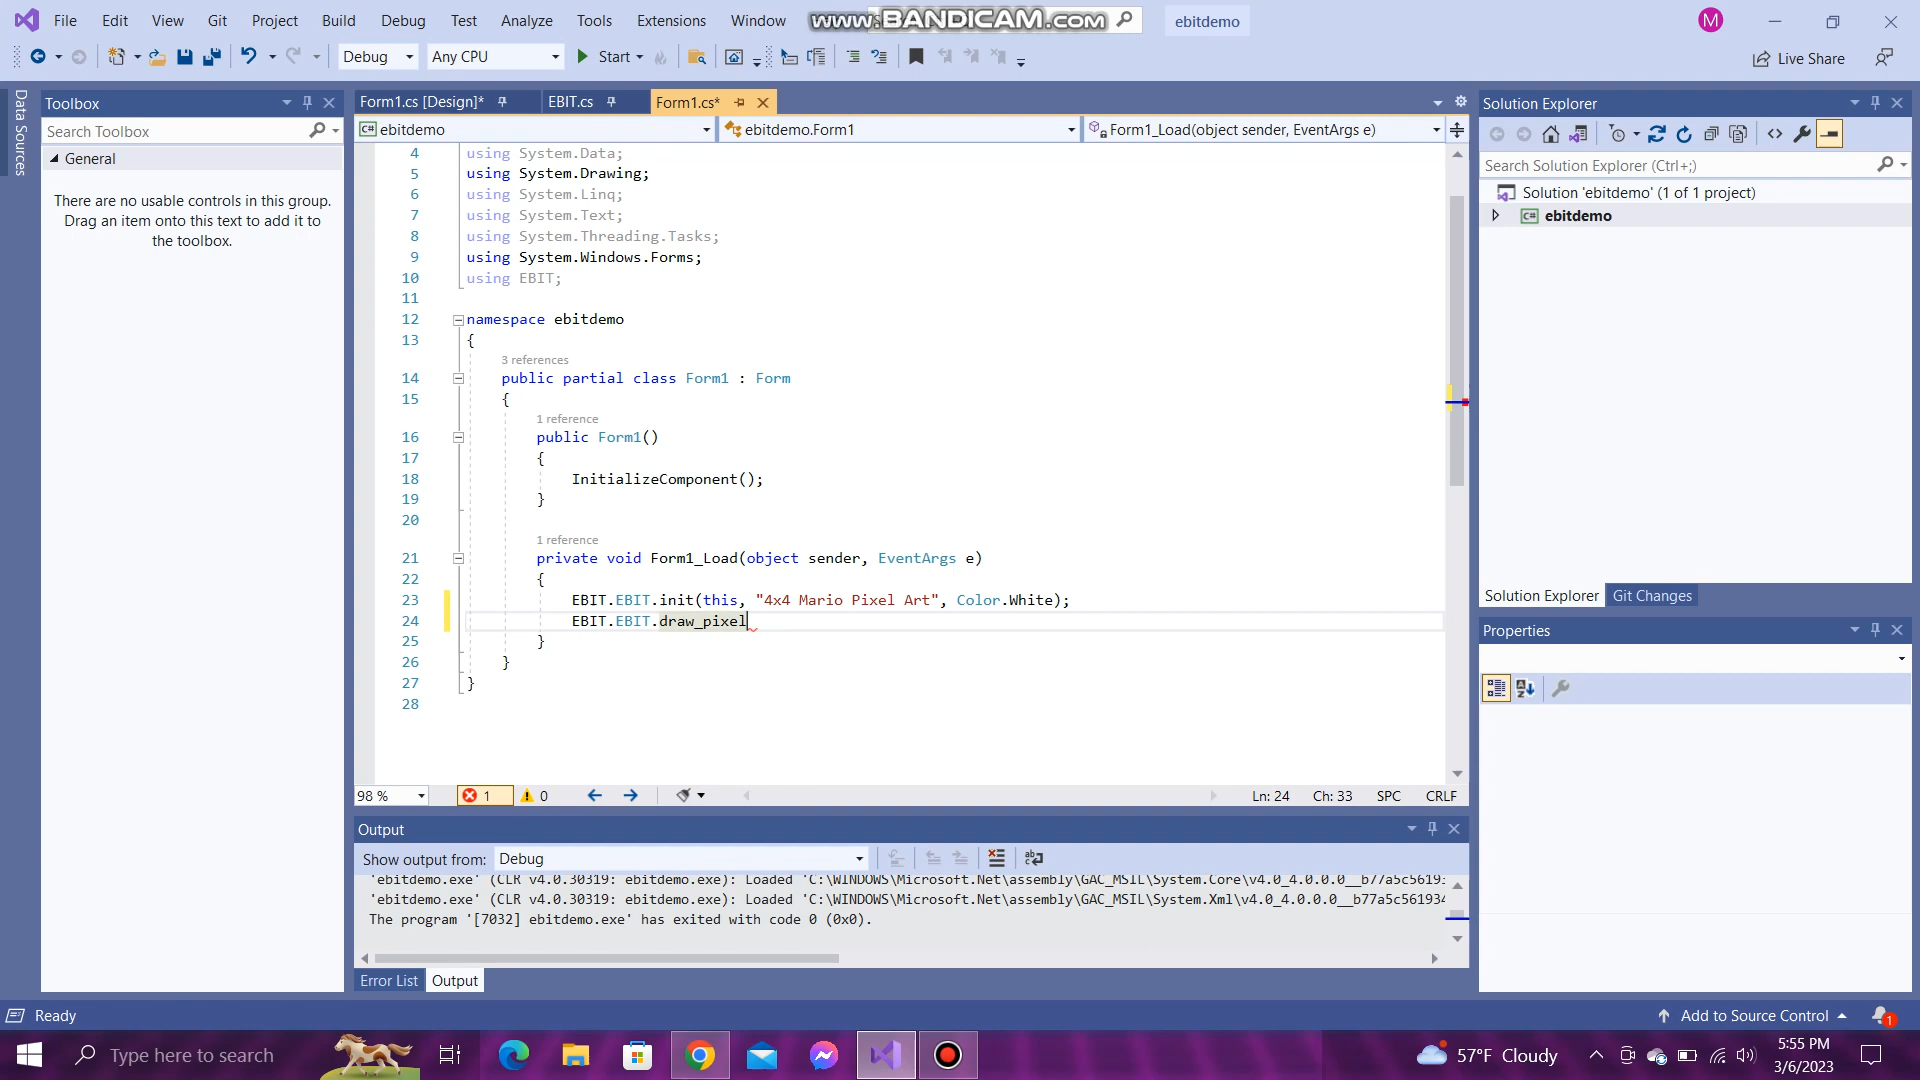 File Edit View Git Project Build Debug Test Analyze Tools Extensions Window
www.BANDICAM.com
ebitdemo
M
Debug Any CPU Start
Live Share
Data Sources
Toolbox
Search Toolbox
General
There are no usable controls in this group.
Drag an item onto this text to add it to
the toolbox.
Form1.cs [Design]* EBIT.cs Form1.cs*
C# ebitdemo ebitdemo.Form1 Form1_Load(object sender, EventArgs e)
4 using System.Data;
5 using System.Drawing;
6 using System.Linq;
7 using System.Text;
8 using System.Threading.Tasks;
9 using System.Windows.Forms;
10 using EBIT;
11
12 namespace ebitdemo
13 {
3 references
14 public partial class Form1 : Form
15 {
1 reference
16 public Form1()
17 {
18 InitializeComponent();
19 }
20
1 reference
21 private void Form1_Load(object sender, EventArgs e)
22 {
23 EBIT.EBIT.init(this, "4x4 Mario Pixel Art", Color.White);
24 EBIT.EBIT.draw_pixel
25 }
26 }
27 }
28
98 % 1 0 Ln: 24 Ch: 33 SPC CRLF
Output
Show output from: Debug
'ebitdemo.exe' (CLR v4.0.30319: ebitdemo.exe): Loaded 'C:\WINDOWS\Microsoft.Net\assembly\GAC_MSIL\System.Core\v4.0_4.0.0.0__b77a5c5619
'ebitdemo.exe' (CLR v4.0.30319: ebitdemo.exe): Loaded 'C:\WINDOWS\Microsoft.Net\assembly\GAC_MSIL\System.Xml\v4.0_4.0.0.0__b77a5c561934
The program '[7032] ebitdemo.exe' has exited with code 0 (0x0).
Error List Output
Solution Explorer
Search Solution Explorer (Ctrl+;)
Solution 'ebitdemo' (1 of 1 project)
C# ebitdemo
Solution Explorer Git Changes
Properties
Ready
Add to Source Control
1
Type here to search
57°F Cloudy
5:55 PM
3/6/2023